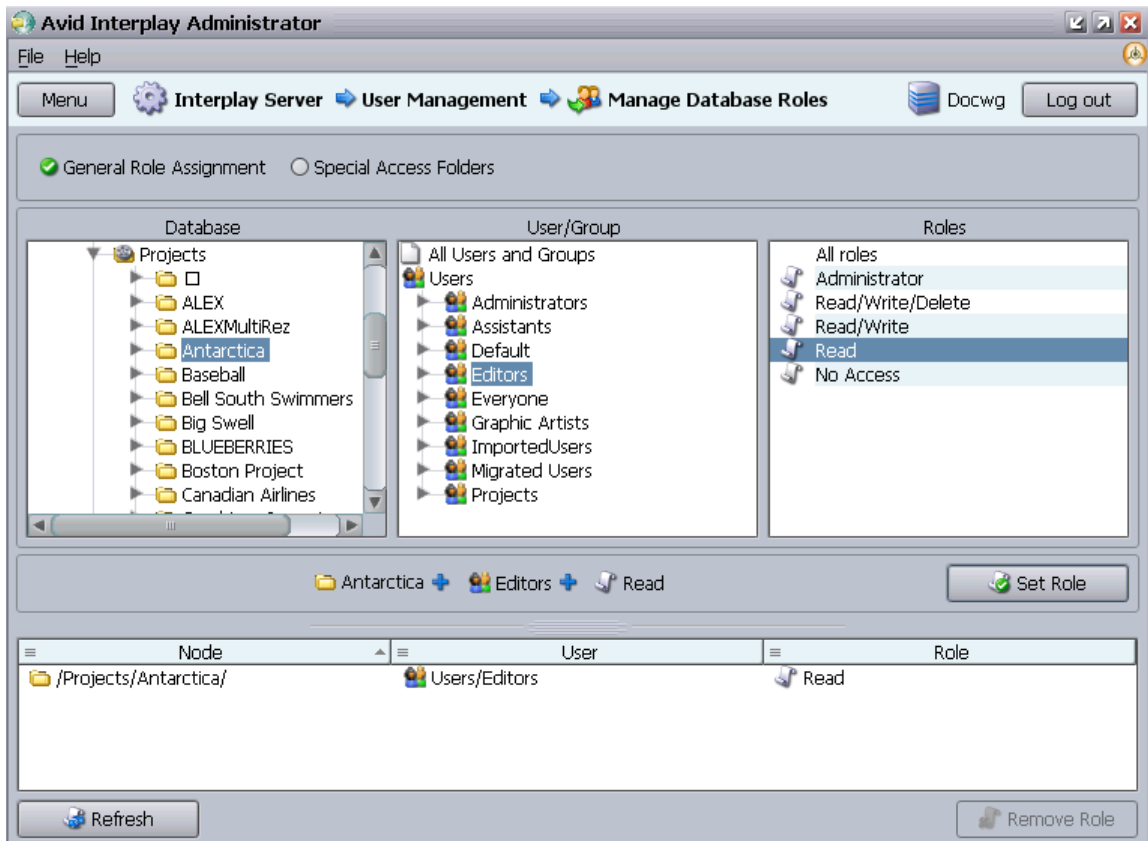 Avid Interplay Administrator
File Help
Menu Interplay Server User Management Manage Database Roles Docwg Log out
General Role Assignment Special Access Folders
Database
Projects
ALEX
ALEXMultiRez
Antarctica
Baseball
Bell South Swimmers
Big Swell
BLUEBERRIES
Boston Project
Canadian Airlines
User/Group
All Users and Groups
Users
Administrators
Assistants
Default
Editors
Everyone
Graphic Artists
ImportedUsers
Migrated Users
Projects
Roles
All roles
Administrator
Read/Write/Delete
Read/Write
Read
No Access
Antarctica + Editors + Read Set Role
Node User Role
/Projects/Antarctica/ Users/Editors Read
Refresh Remove Role